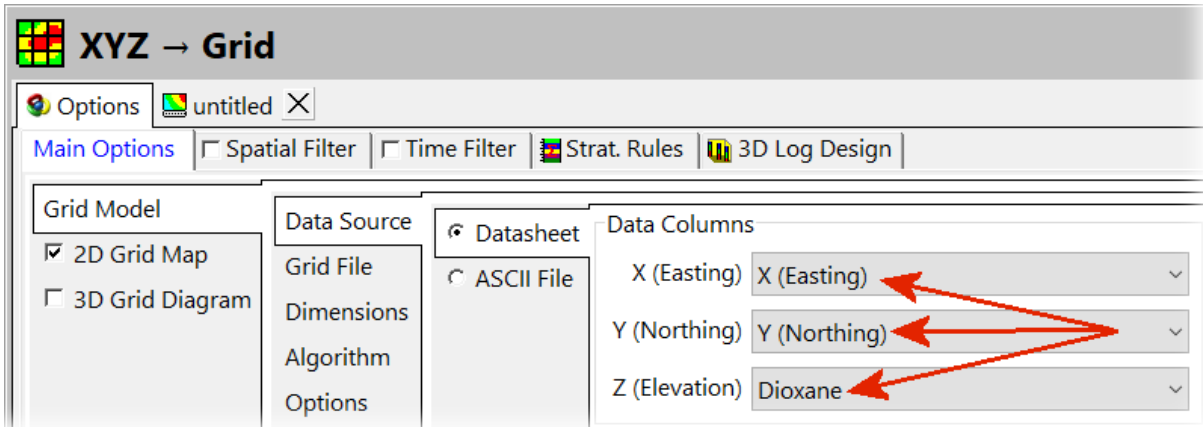 XYZ → Grid
Options untitled
Main Options Spatial Filter Time Filter Strat. Rules 3D Log Design
Grid Model
2D Grid Map
3D Grid Diagram
Data Source
Grid File
Dimensions
Algorithm
Options
Datasheet
ASCII File
Data Columns
X (Easting) X (Easting)
Y (Northing) Y (Northing)
Z (Elevation) Dioxane